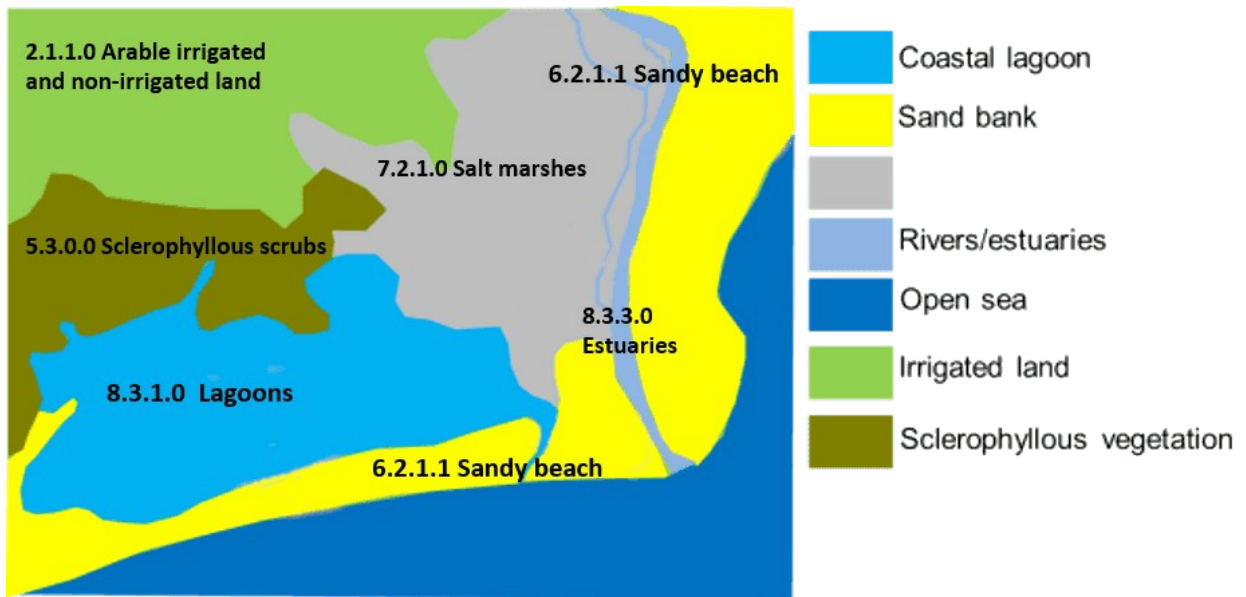 2.1.1.0 Arable irrigated
and non-irrigated land
6.2.1.1 Sandy beach
7.2.1.0 Salt marshes
5.3.0.0 Sclerophyllous scrubs
8.3.3.0
Estuaries
8.3.1.0 Lagoons
6.2.1.1 Sandy beach
Coastal lagoon
Sand bank
Rivers/estuaries
Open sea
Irrigated land
Sclerophyllous vegetation